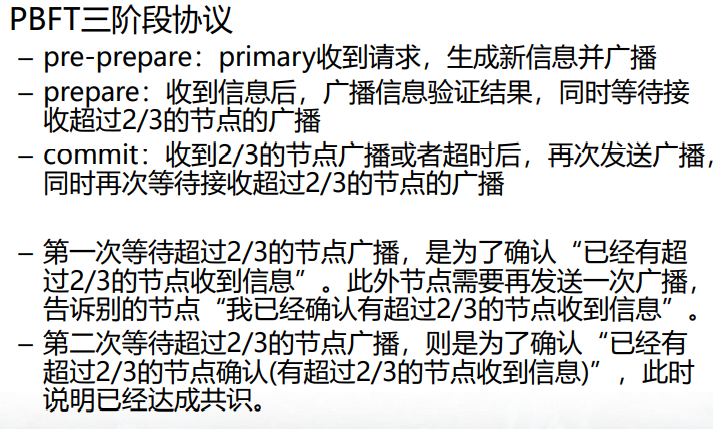 PBFT三阶段协议
– pre-prepare：primary收到请求，生成新信息并广播
– prepare：收到信息后，广播信息验证结果，同时等待接
收超过2/3的节点的广播
– commit：收到2/3的节点广播或者超时后，再次发送广播，
同时再次等待接收超过2/3的节点的广播
– 第一次等待超过2/3的节点广播，是为了确认“已经有超
过2/3的节点收到信息”。此外节点需要再发送一次广播，
告诉别的节点“我已经确认有超过2/3的节点收到信息”。
– 第二次等待超过2/3的节点广播，则是为了确认“已经有
超过2/3的节点确认(有超过2/3的节点收到信息)”，此时
说明已经达成共识。